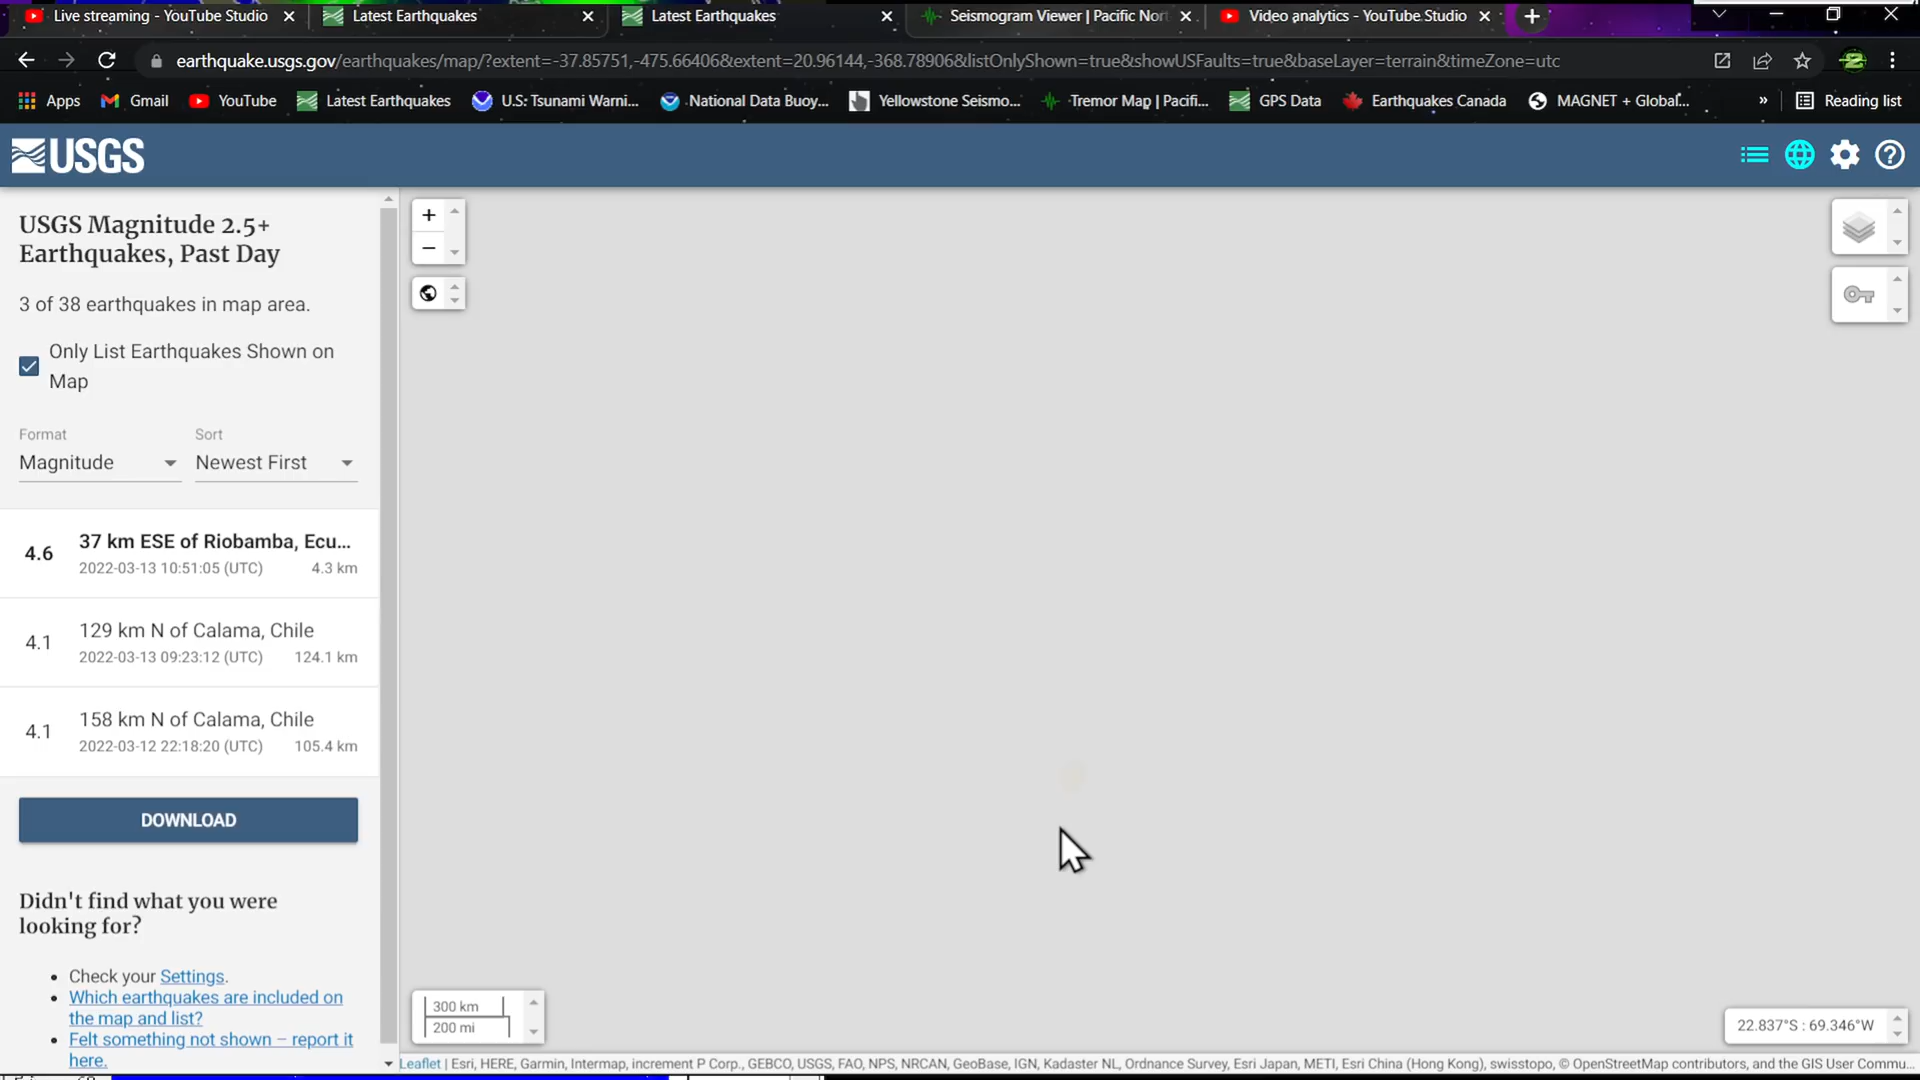 Live streaming - YouTube Studio
Latest Earthquakes
Latest Earthquakes
Seismogram Viewer | Pacific Nor
Video analytics - YouTube Studio
earthquake.usgs.gov/earthquakes/map/?extent=-37.85751,-475.66406&extent=20.96144,-368.78906&listOnlyShown=true&showUSFaults=true&baseLayer=terrain&timeZone=utc
Apps
Gmail
YouTube
Latest Earthquakes
U.S: Tsunami Warni...
National Data Buoy...
Yellowstone Seismo...
Tremor Map | Pacifi...
GPS Data
Earthquakes Canada
MAGNET + Global...
»
Reading list
USGS
USGS Magnitude 2.5+
Earthquakes, Past Day
3 of 38 earthquakes in map area.
Only List Earthquakes Shown on
Map
Format
Sort
Magnitude
Newest First
4.6
37 km ESE of Riobamba, Ecu...
2022-03-13 10:51:05 (UTC)
4.3 km
4.1
129 km N of Calama, Chile
2022-03-13 09:23:12 (UTC)
124.1 km
4.1
158 km N of Calama, Chile
2022-03-12 22:18:20 (UTC)
105.4 km
DOWNLOAD
Didn't find what you were
looking for?
• Check your Settings.
• Which earthquakes are included on
the map and list?
• Felt something not shown – report it
here.
+
−
300 km
200 mi
22.837°S : 69.346°W
Leaflet | Esri, HERE, Garmin, Intermap, increment P Corp., GEBCO, USGS, FAO, NPS, NRCAN, GeoBase, IGN, Kadaster NL, Ordnance Survey, Esri Japan, METI, Esri China (Hong Kong), swisstopo, © OpenStreetMap contributors, and the GIS User Commu...